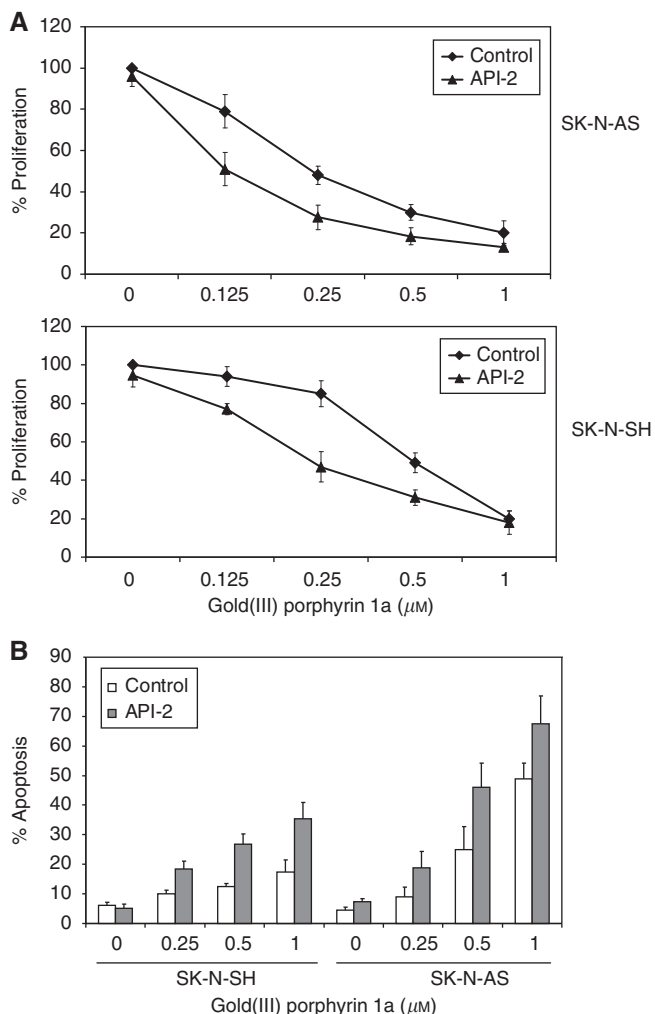 A
120
100
80
60
40
20
0
% Proliferation
Control
API-2
SK-N-AS
0 0.125 0.25 0.5 1
120
100
80
60
40
20
0
% Proliferation
Control
API-2
SK-N-SH
0 0.125 0.25 0.5 1
Gold(III) porphyrin 1a (μM)
B
90
80
70
60
50
40
30
20
10
0
% Apoptosis
Control
API-2
0 0.25 0.5 1 0 0.25 0.5 1
SK-N-SH SK-N-AS
Gold(III) porphyrin 1a (μM)